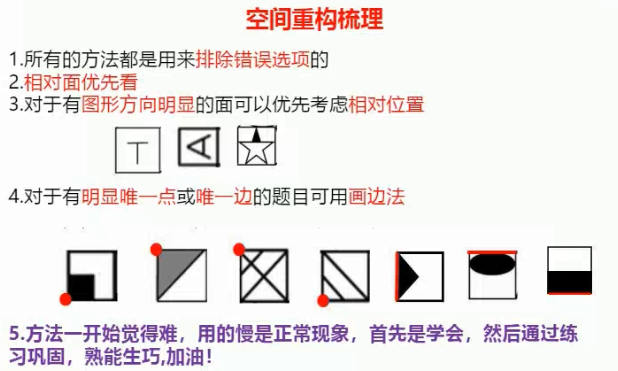 空间重构梳理
1.所有的方法都是用来排除错误选项的
2.相对面优先看
3.对于有图形方向明显的面可以优先考虑相对位置
T
A
4.对于有明显唯一点或唯一边的题目可用画边法
5.方法一开始觉得难，用的慢是正常现象，首先是学会，然后通过练
习巩固，熟能生巧,加油！